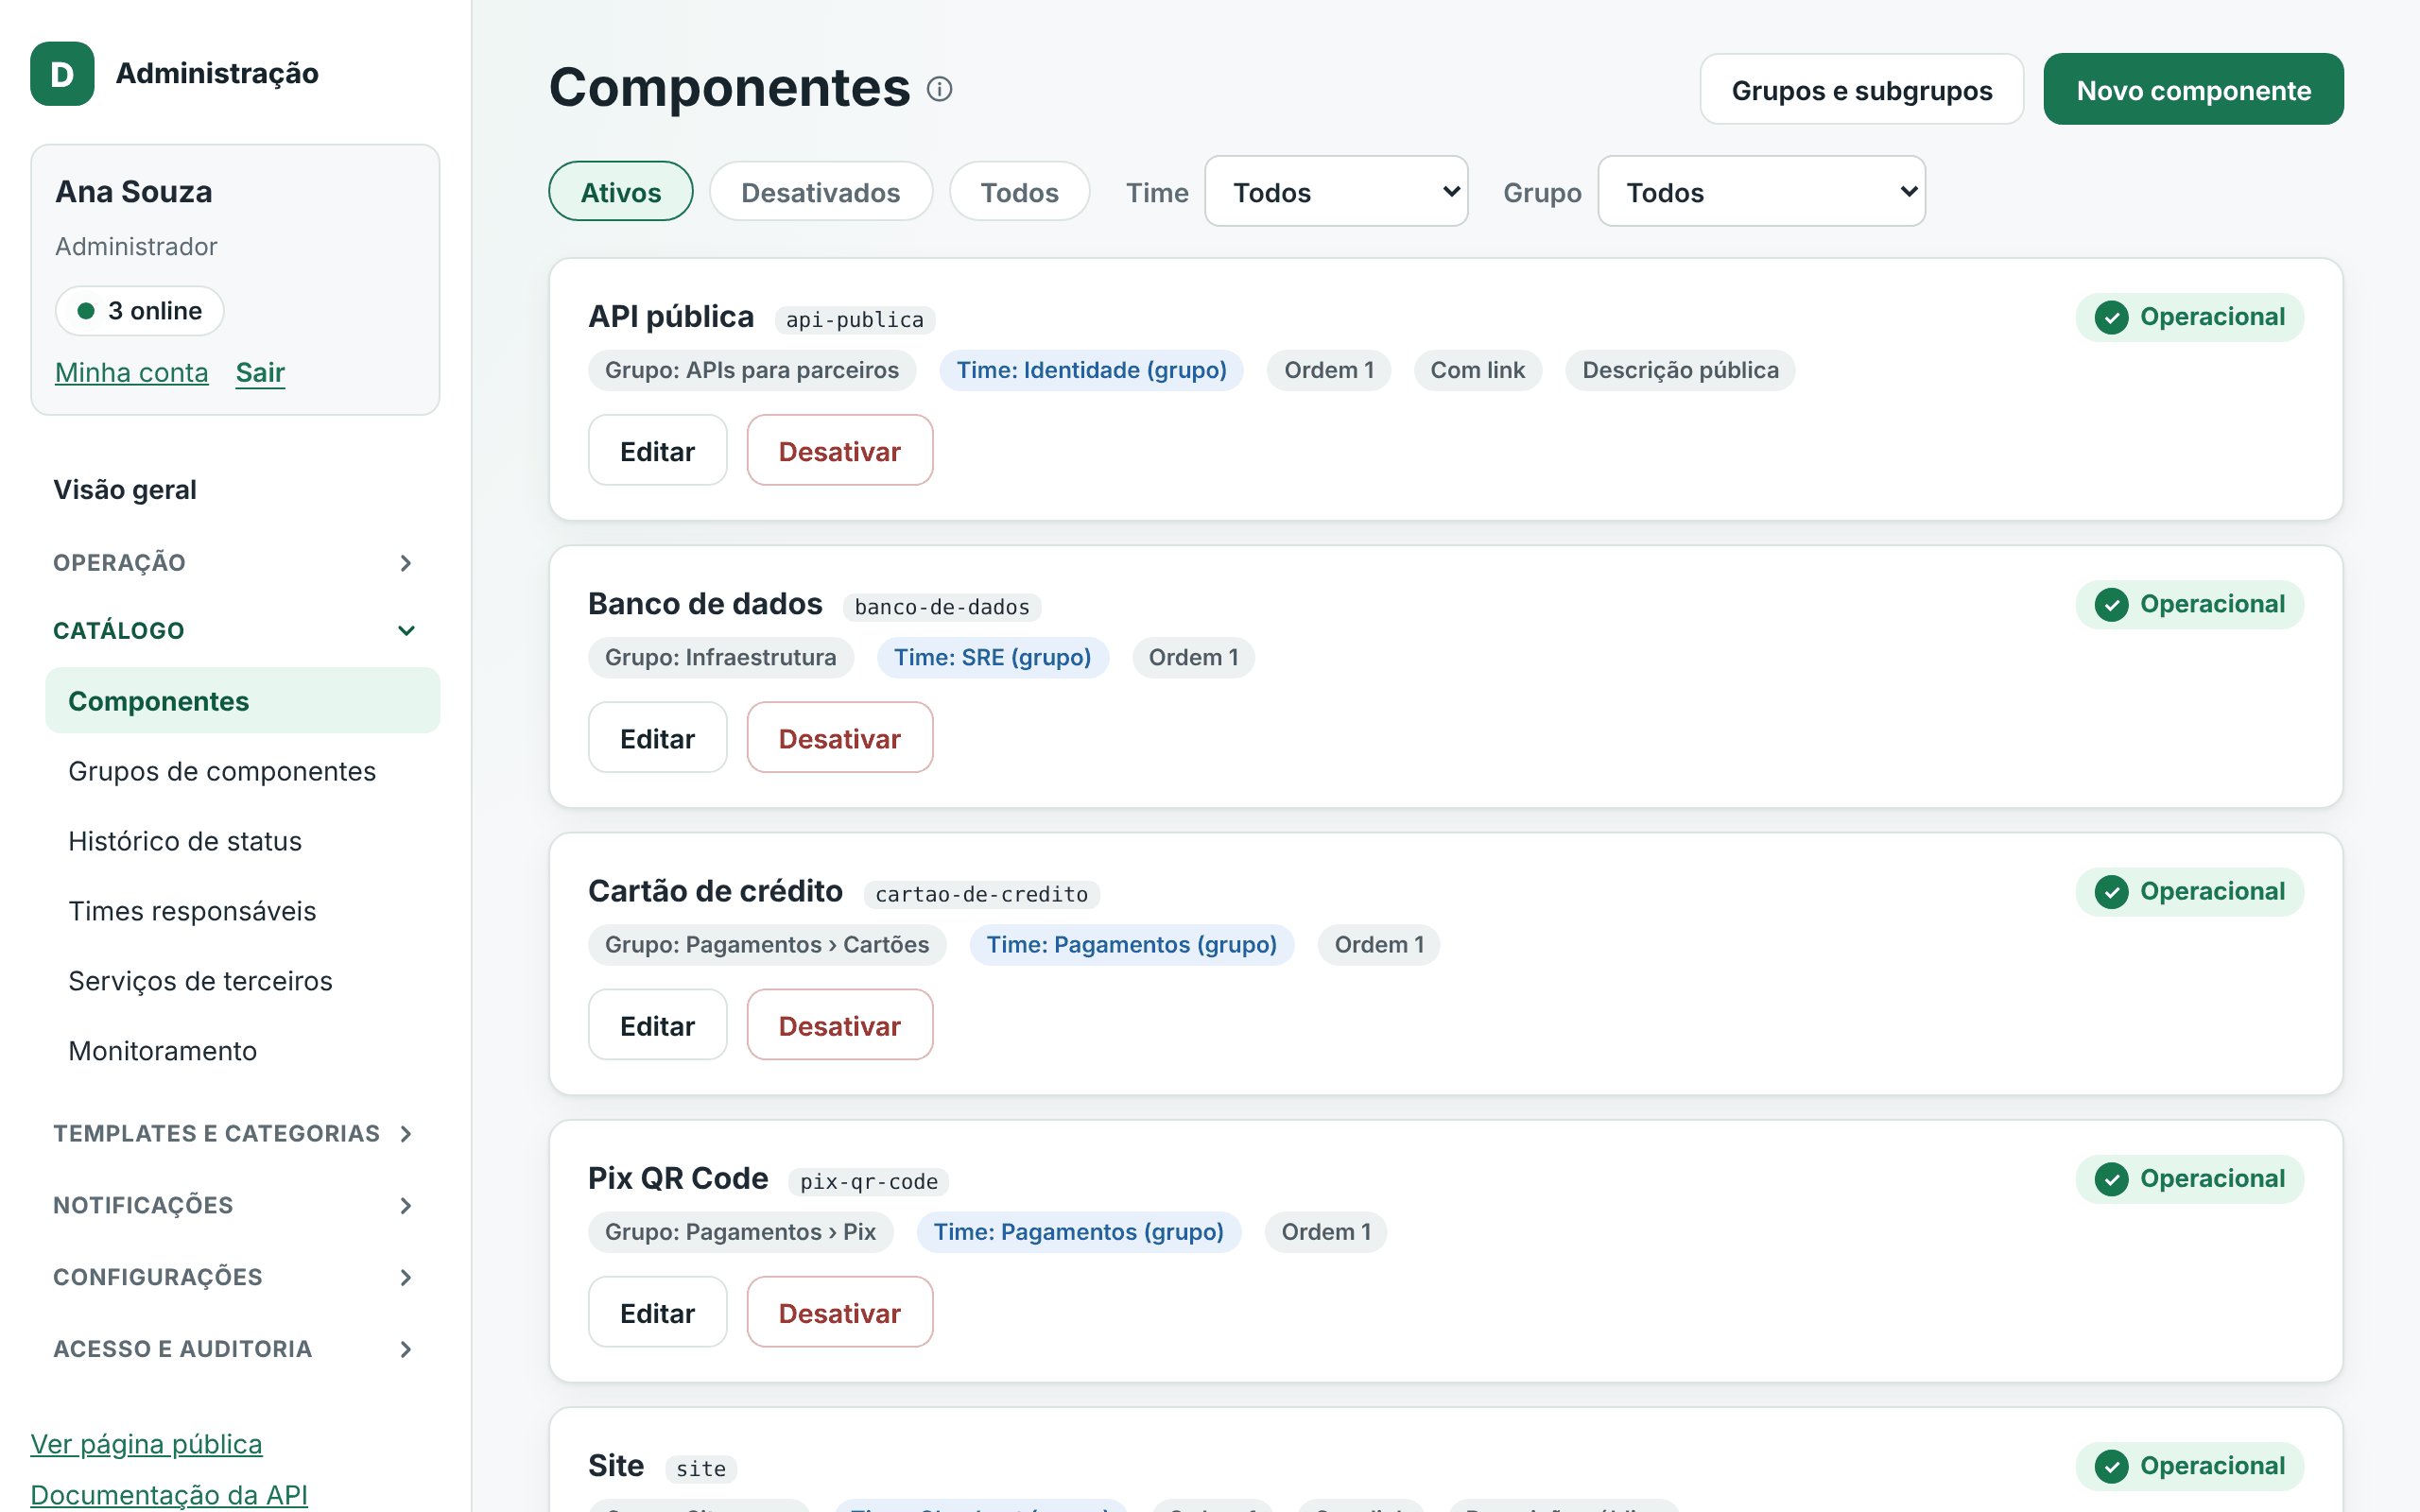 D Administração
Ana Souza
Administrador
3 online
Minha conta Sair
Visão geral
OPERAÇÃO
CATÁLOGO
Componentes
Grupos de componentes
Histórico de status
Times responsáveis
Serviços de terceiros
Monitoramento
TEMPLATES E CATEGORIAS
NOTIFICAÇÕES
CONFIGURAÇÕES
ACESSO E AUDITORIA
Ver página pública
Documentação da API
Componentes
Grupos e subgrupos Novo componente
Ativos Desativados Todos Time Todos Grupo Todos
API pública api-publica Operacional
Grupo: APIs para parceiros Time: Identidade (grupo) Ordem 1 Com link Descrição pública
Editar Desativar
Banco de dados banco-de-dados Operacional
Grupo: Infraestrutura Time: SRE (grupo) Ordem 1
Editar Desativar
Cartão de crédito cartao-de-credito Operacional
Grupo: Pagamentos › Cartões Time: Pagamentos (grupo) Ordem 1
Editar Desativar
Pix QR Code pix-qr-code Operacional
Grupo: Pagamentos › Pix Time: Pagamentos (grupo) Ordem 1
Editar Desativar
Site site Operacional